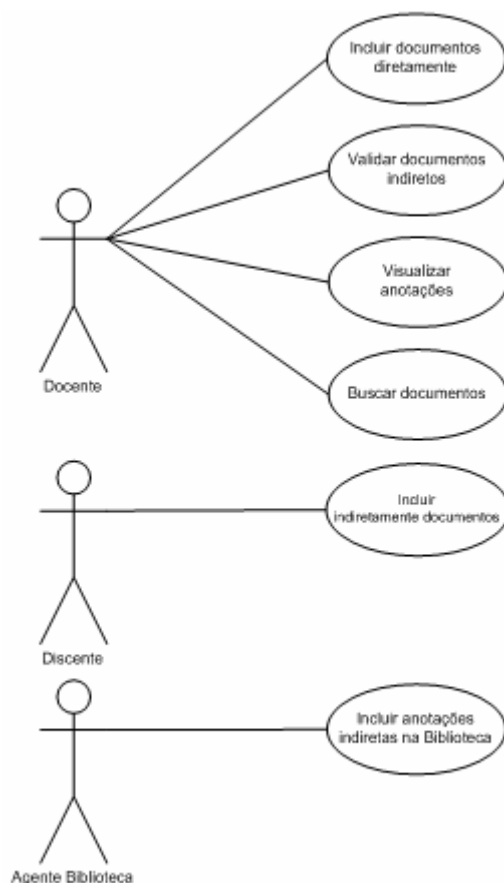 Incluir documentos
diretamente
Validar documentos
indiretos
Visualizar
anotações
Buscar documentos
Docente
Incluir
indiretamente documentos
Discente
Incluir anotações
indiretas na Biblioteca
Agente Biblioteca